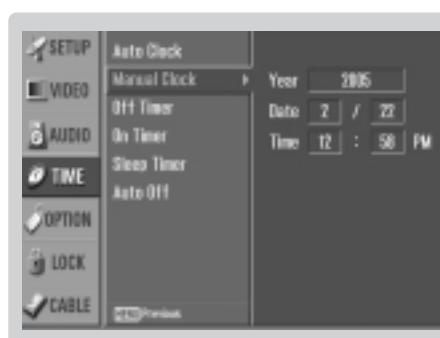 SETUP
VIDEO
AUDIO
TIME
OPTION
LOCK
CABLE
Auto Clock
Manual Clock
Off Timer
On Timer
Sleep Timer
Auto Off
Previous
Year 2005
Date 2 / 22
Time 12 : 58 PM